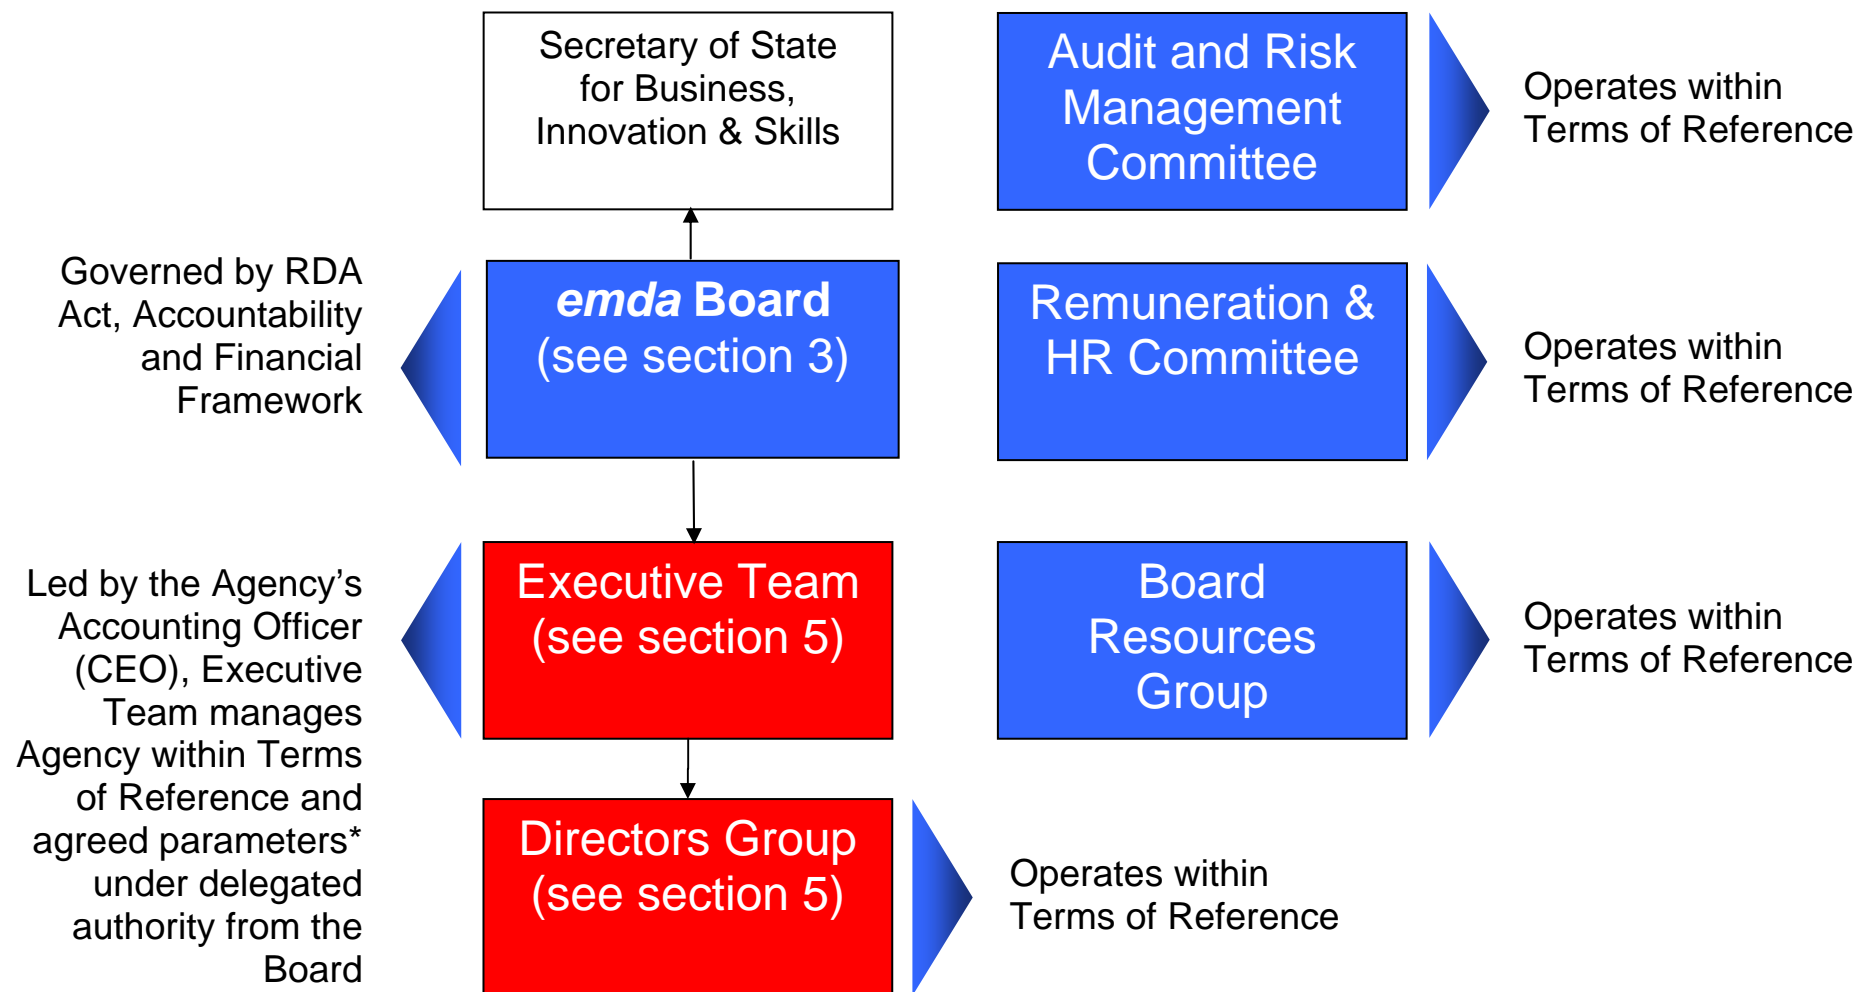 Secretary of State
for Business,
Innovation & Skills
Audit and Risk
Management
Committee
Operates within
Terms of Reference
Governed by RDA
Act, Accountability
and Financial
Framework
emda Board
(see section 3)
Remuneration &
HR Committee
Operates within
Terms of Reference
Led by the Agency’s
Accounting Officer
(CEO), Executive
Team manages
Agency within Terms
of Reference and
agreed parameters*
under delegated
authority from the
Board
Executive Team
(see section 5)
Board
Resources
Group
Operates within
Terms of Reference
Directors Group
(see section 5)
Operates within
Terms of Reference